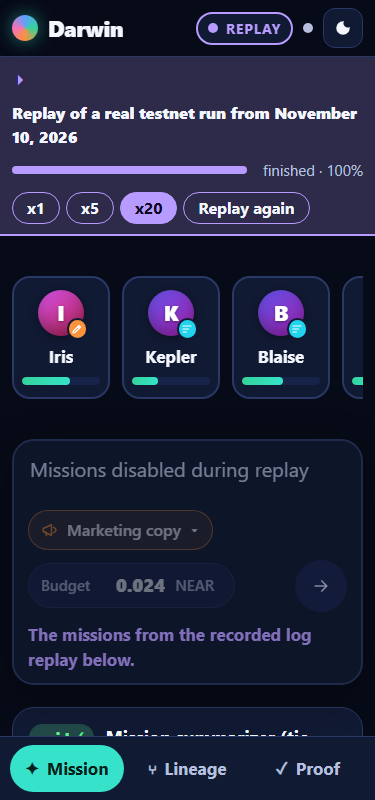 Darwin
REPLAY
Replay of a real testnet run from November
10, 2026
finished · 100%
x1
x5
x20
Replay again
I
K
B
Iris
Kepler
Blaise
Missions disabled during replay
Marketing copy
Budget 0.024 NEAR
The missions from the recorded log
replay below.
Mission
Lineage
Proof